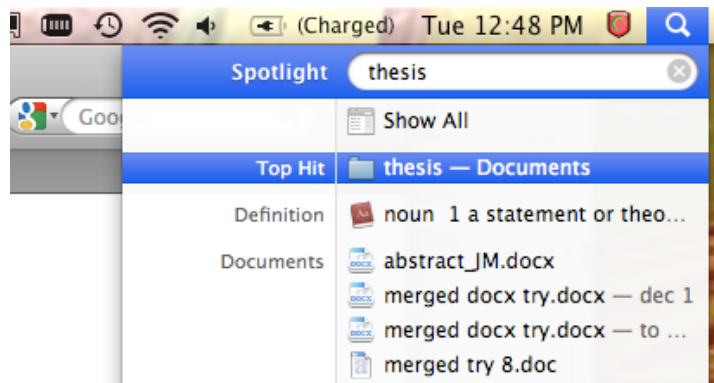 (Charged) Tue 12:48 PM
Spotlight thesis
Goo
Show All
Top Hit thesis — Documents
Definition noun 1 a statement or theo...
Documents abstract_JM.docx
merged docx try.docx — dec 1
merged docx try.docx — to ...
merged try 8.doc